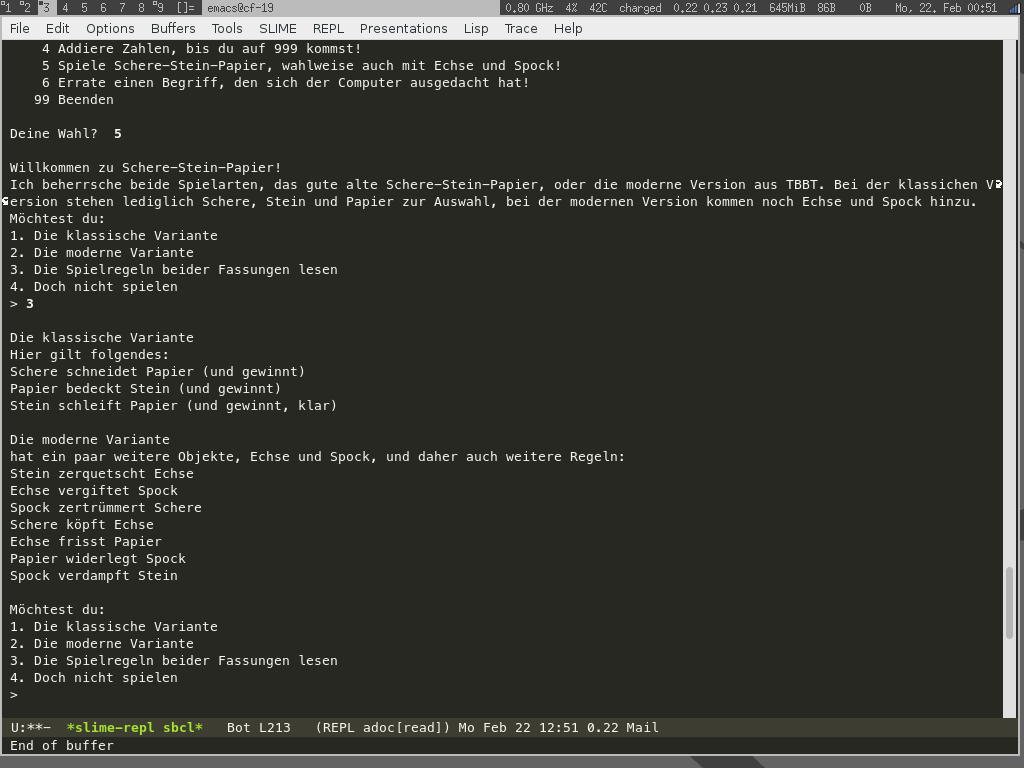 1 2 3 4 5 6 7 8 9 []= emacs@cf-19 0.80 GHz 4% 42C charged 0.22 0.23 0.21 645MiB 86B 0B Mo, 22. Feb 00:51
File Edit Options Buffers Tools SLIME REPL Presentations Lisp Trace Help
4 Addiere Zahlen, bis du auf 999 kommst!
5 Spiele Schere-Stein-Papier, wahlweise auch mit Echse und Spock!
6 Errate einen Begriff, den sich der Computer ausgedacht hat!
99 Beenden
Deine Wahl? 5
Willkommen zu Schere-Stein-Papier!
Ich beherrsche beide Spielarten, das gute alte Schere-Stein-Papier, oder die moderne Version aus TBBT. Bei der klassichen V
ersion stehen lediglich Schere, Stein und Papier zur Auswahl, bei der modernen Version kommen noch Echse und Spock hinzu.
Möchtest du:
1. Die klassische Variante
2. Die moderne Variante
3. Die Spielregeln beider Fassungen lesen
4. Doch nicht spielen
> 3
Die klassische Variante
Hier gilt folgendes:
Schere schneidet Papier (und gewinnt)
Papier bedeckt Stein (und gewinnt)
Stein schleift Papier (und gewinnt, klar)
Die moderne Variante
hat ein paar weitere Objekte, Echse und Spock, und daher auch weitere Regeln:
Stein zerquetscht Echse
Echse vergiftet Spock
Spock zertrümmert Schere
Schere köpft Echse
Echse frisst Papier
Papier widerlegt Spock
Spock verdampft Stein
Möchtest du:
1. Die klassische Variante
2. Die moderne Variante
3. Die Spielregeln beider Fassungen lesen
4. Doch nicht spielen
>
U:**- *slime-repl sbcl* Bot L213 (REPL adoc[read]) Mo Feb 22 12:51 0.22 Mail
End of buffer